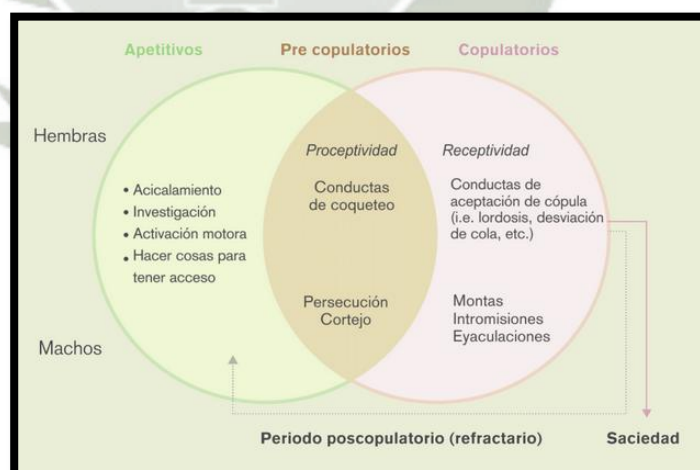 Apetitivos
Pre copulatorios
Copulatorios
Hembras
Proceptividad
Receptividad
Conductas
de coqueteo
Conductas de
aceptación de cópula
(i.e. lordosis, desviación
de cola, etc.)
• Acicalamiento
• Investigación
• Activación motora
• Hacer cosas para
tener acceso
Persecución
Cortejo
Montas
Intromisiones
Eyaculaciones
Machos
Periodo poscopulatorio (refractario)
Saciedad